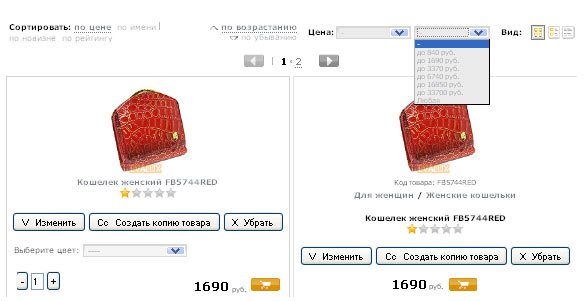 Сортировать: по цене по имени по возрастанию Цена: - Вид:
по новизне по рейтингу по убыванию
1 • 2
-
до 840 руб.
до 1690 руб.
до 3370 руб.
до 6740 руб.
до 16850 руб.
до 33700 руб.
Любая
Кошелек женский FB5744RED
V Изменить Cc Создать копию товара X Убрать
Выберите цвет: ----
- 1 +
1690 руб.
Код товара: FB5744RED
Для женщин / Женские кошельки
Кошелек женский FB5744RED
V Изменить Cc Создать копию товара X Убрать
1690 руб.